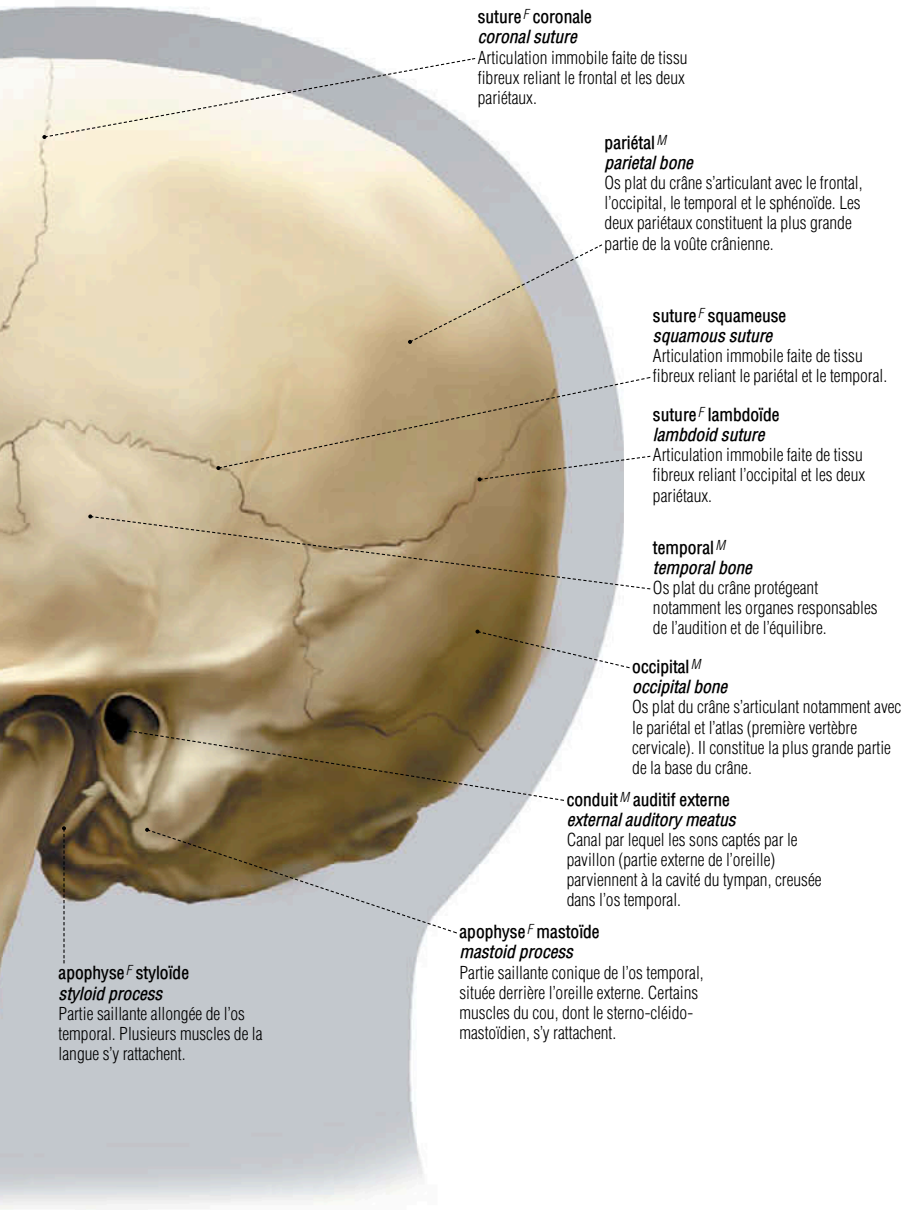 suture F coronale
coronal suture
Articulation immobile faite de tissu
fibreux reliant le frontal et les deux
pariétaux.
pariétal M
parietal bone
Os plat du crâne s’articulant avec le frontal,
l’occipital, le temporal et le sphénoïde. Les
deux pariétaux constituent la plus grande
partie de la voûte crânienne.
suture F squameuse
squamous suture
Articulation immobile faite de tissu
fibreux reliant le pariétal et le temporal.
suture F lambdoïde
lambdoid suture
Articulation immobile faite de tissu
fibreux reliant l’occipital et les deux
pariétaux.
temporal M
temporal bone
Os plat du crâne protégeant
notamment les organes responsables
de l’audition et de l’équilibre.
occipital M
occipital bone
Os plat du crâne s’articulant notamment avec
le pariétal et l’atlas (première vertèbre
cervicale). Il constitue la plus grande partie
de la base du crâne.
conduit M auditif externe
external auditory meatus
Canal par lequel les sons captés par le
pavillon (partie externe de l’oreille)
parviennent à la cavité du tympan, creusée
dans l’os temporal.
apophyse F mastoïde
mastoid process
Partie saillante conique de l’os temporal,
située derrière l’oreille externe. Certains
muscles du cou, dont le sterno-cléido-
mastoïdien, s’y rattachent.
apophyse F styloïde
styloid process
Partie saillante allongée de l’os
temporal. Plusieurs muscles de la
langue s’y rattachent.